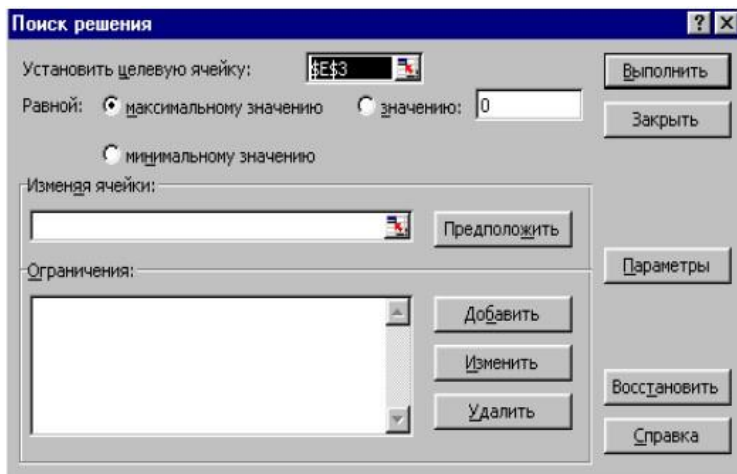 Поиск решения
Установить целевую ячейку: $E$3
Выполнить
Равной: максимальному значению значению: 0
Закрыть
минимальному значению
Изменяя ячейки:
Предположить
Параметры
Ограничения:
Добавить
Изменить
Удалить
Восстановить
Справка